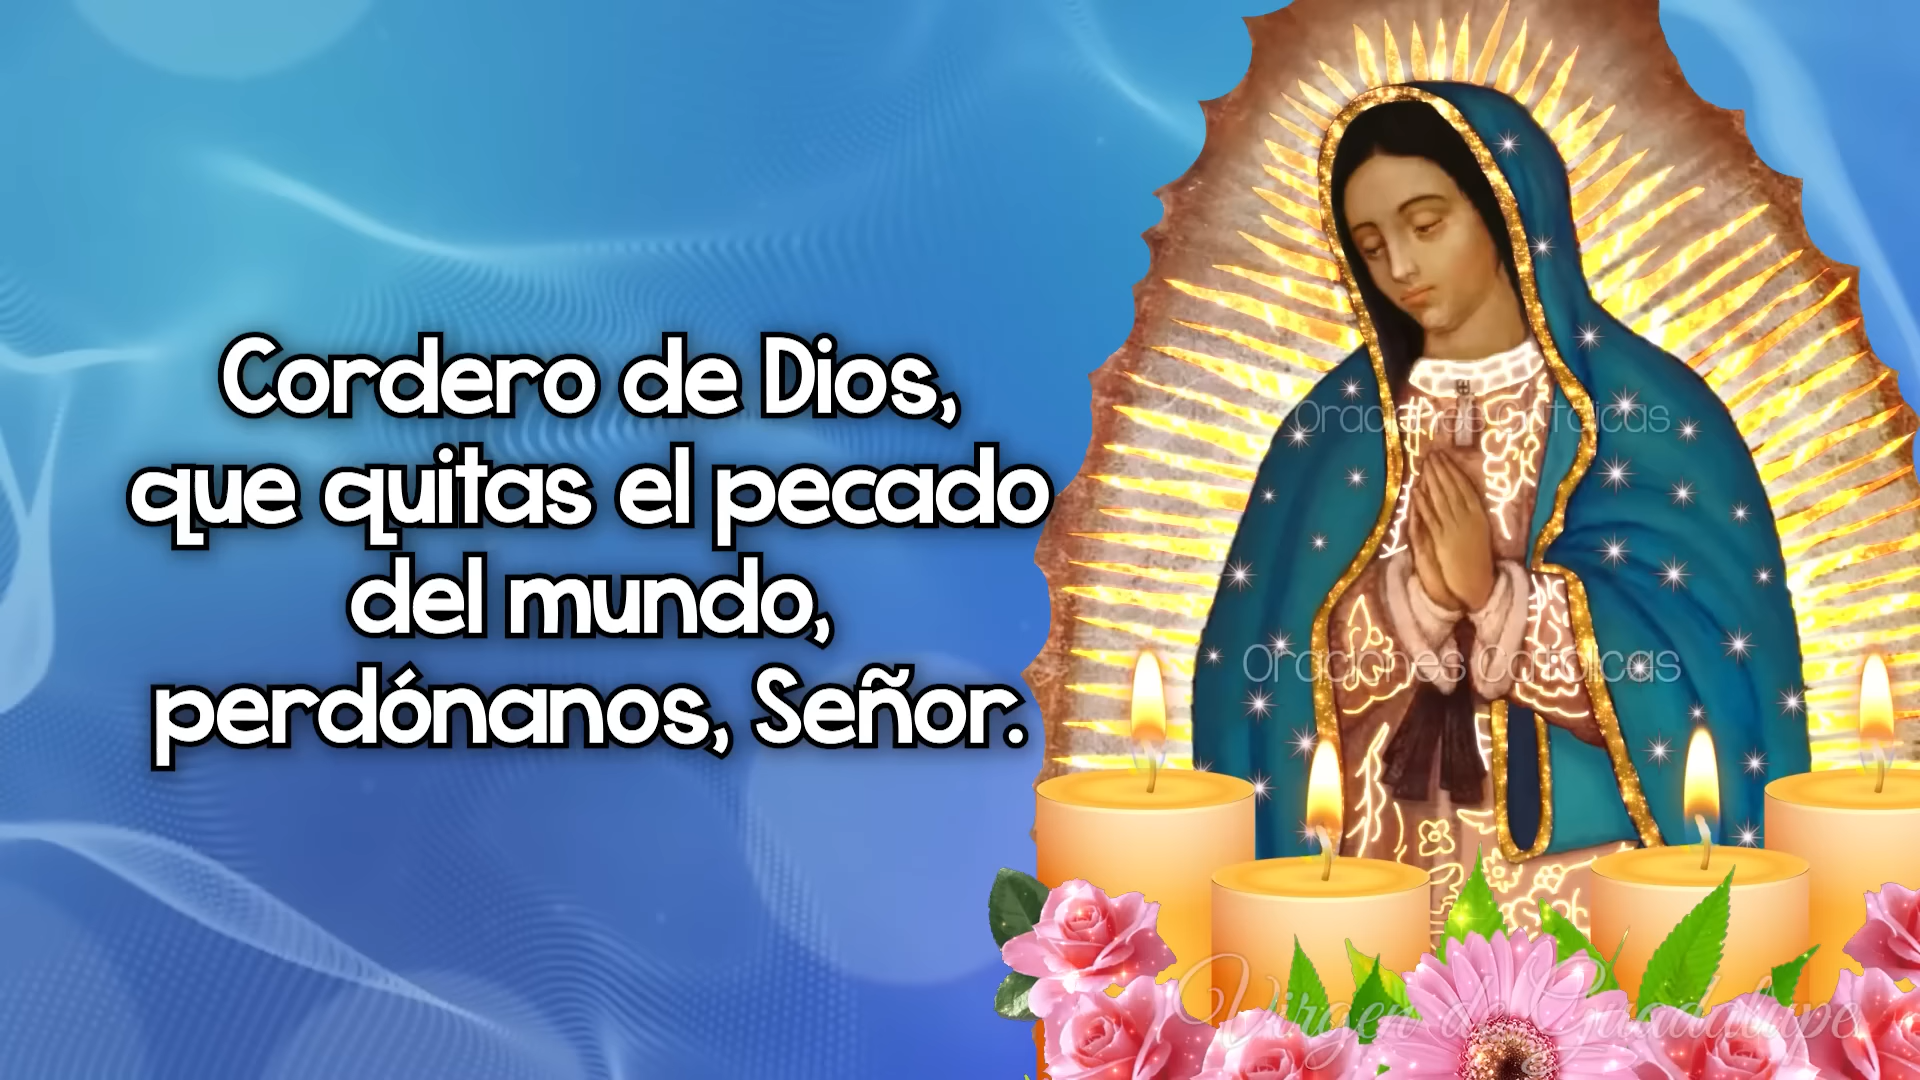 Cordero de Dios,
que quitas el pecado
del mundo,
perdónanos, Señor.
Oraciones Católicas
Oraciones Católicas
Virgen de Guadalupe